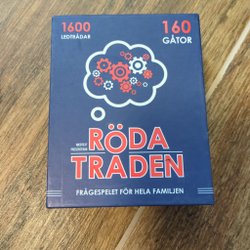 1600
LEDTRÅDAR
160
GÅTOR
RÖDA
TRÅDEN
FRÅGESPELET FÖR HELA FAMILJEN